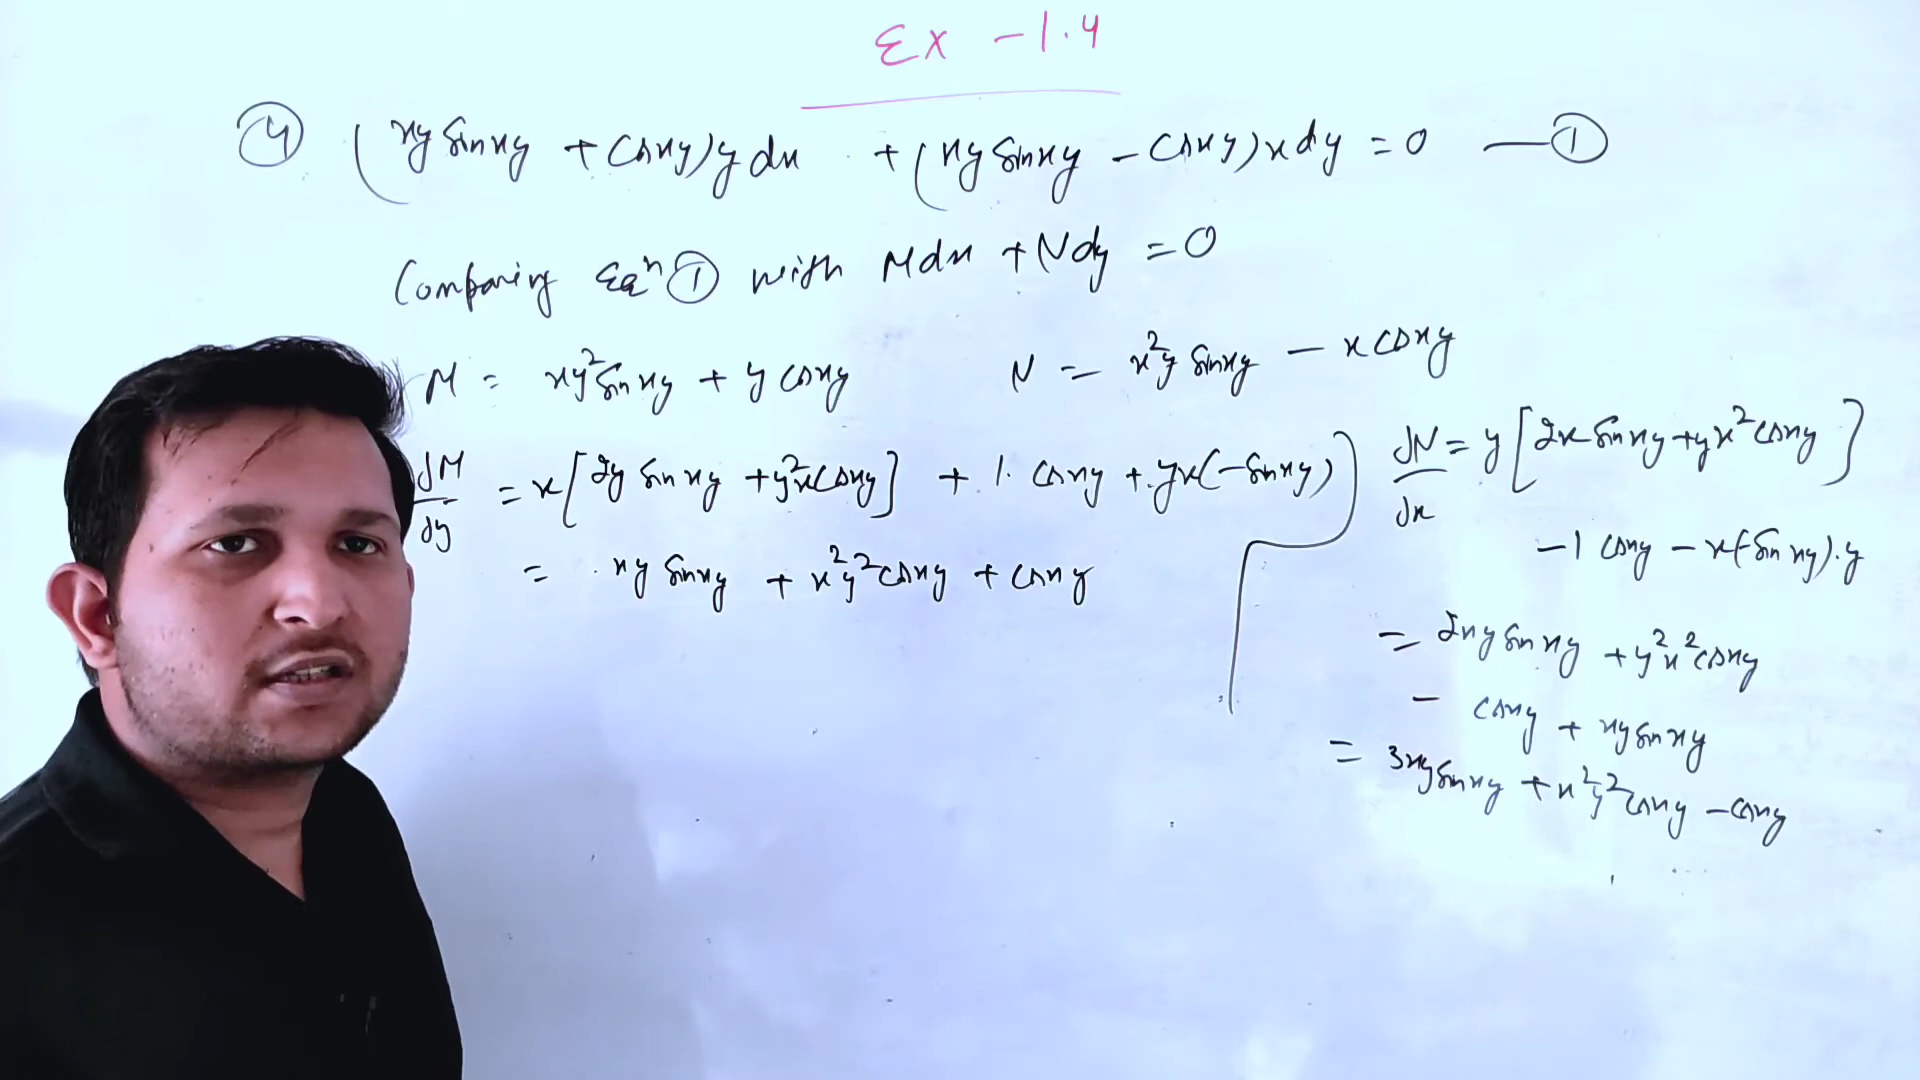 Ex - 1.4
④ (xy sin xy + cos xy) y dx + (xy sin xy - cos xy) x dy = 0 — ①
Comparing Eqⁿ ① with Mdx + Ndy = 0
M = xy² sin xy + y cos xy N = x²y sin xy - x cos xy
∂M/∂y = x[2y sin xy + y²x cos xy] + 1. cos xy + yx(-sin xy)
= xy sin xy + x²y² cos xy + cos xy
∂N/∂x = y[2x sin xy + yx² cos xy]
-1 cos xy - x(-sin xy).y
= 2xy sin xy + y²x² cos xy
- cos xy + xy sin xy
= 3xy sin xy + x²y² cos xy - cos xy